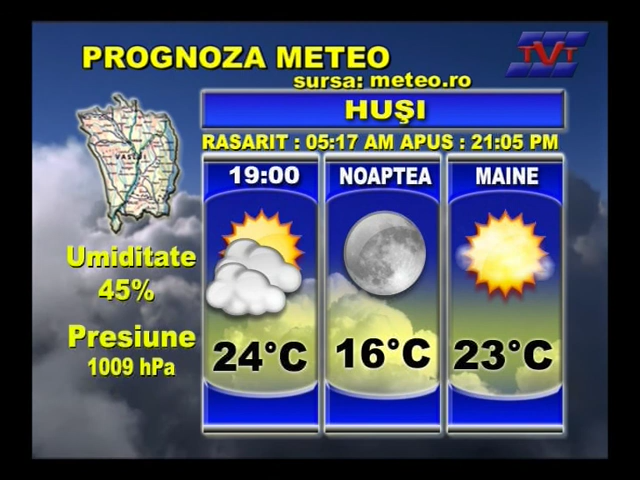 PROGNOZA METEO
sursa: meteo.ro
TVT
HUŞI
RASARIT : 05:17 AM APUS : 21:05 PM
19:00 NOAPTEA MAINE
VASLUI
Umiditate
45%
Presiune
1009 hPa
24°C 16°C 23°C